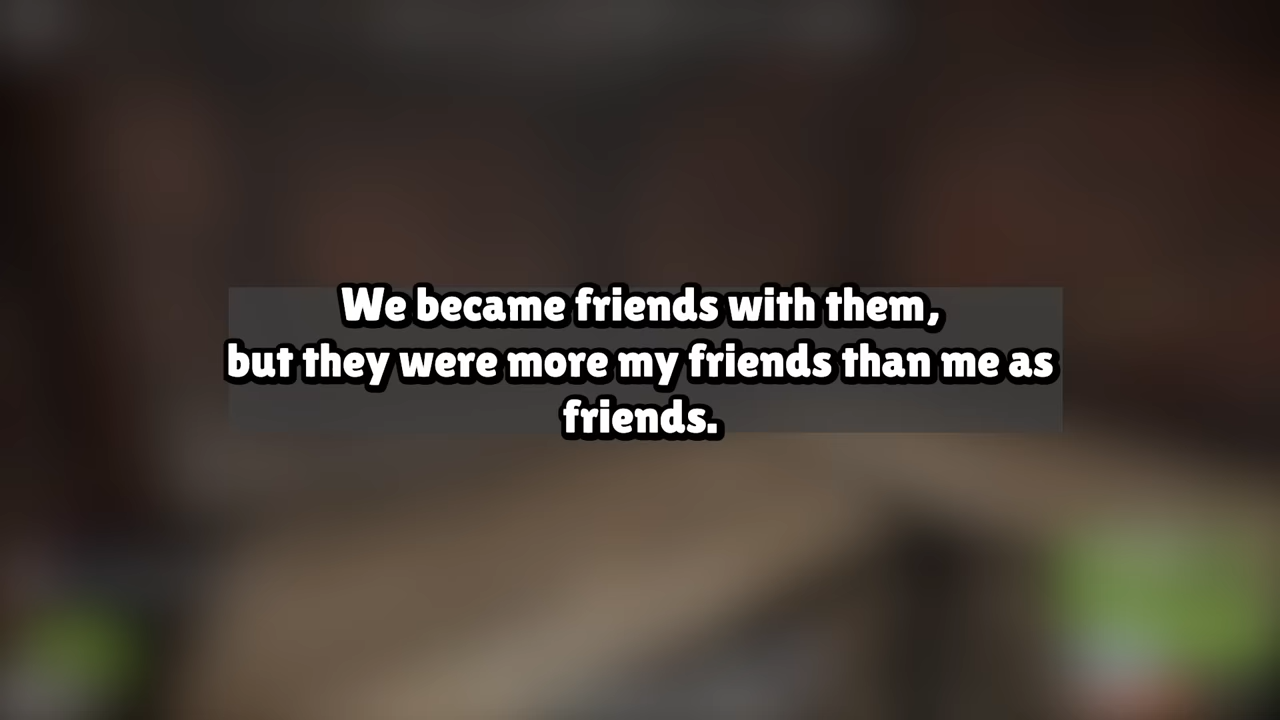 We became friends with them,
but they were more my friends than me as
friends.